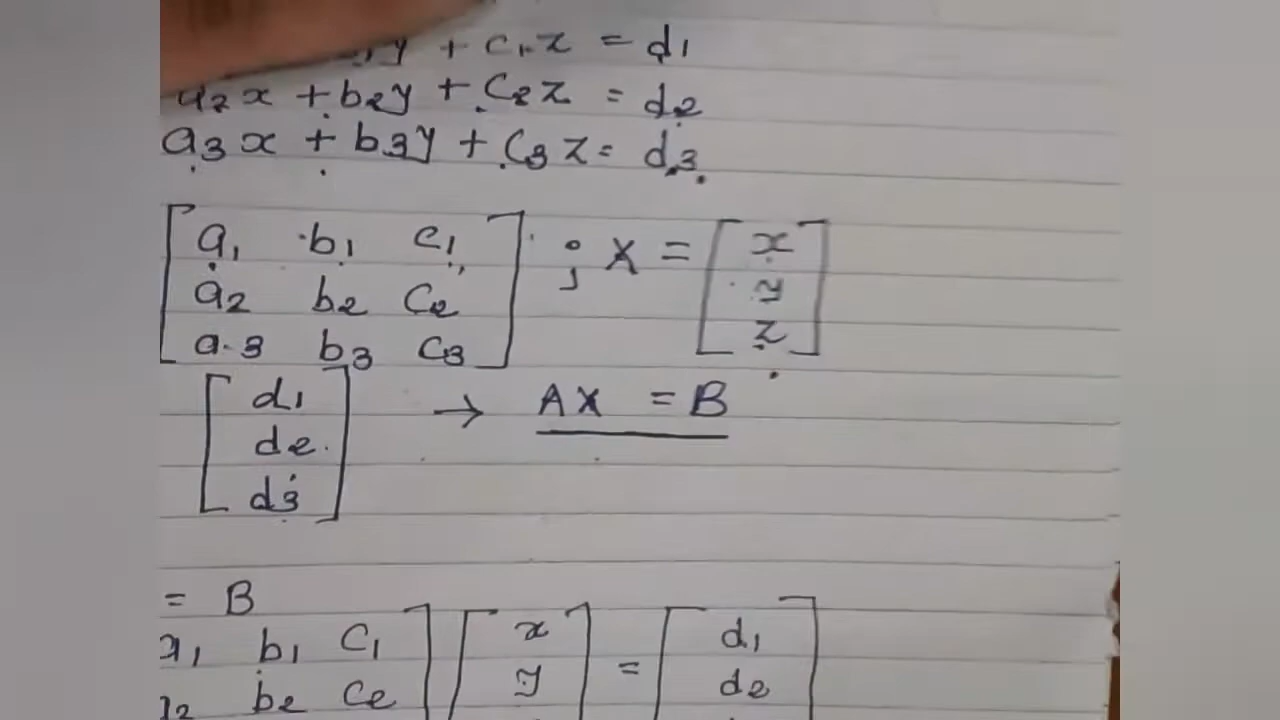 y + c1z = d1
a2x + b2y + c2z = d2
a3x + b3y + c3z = d3
[ a1 b1 c1 ] ; X = [ x ]
[ a2 b2 c2 ] [ y ]
[ a3 b3 c3 ] [ z ]
[ d1 ] → AX = B
[ d2 ]
[ d3 ]
= B
a1 b1 c1 ] [ x ] = [ d1 ]
b2 c2 ] [ y ] [ d2 ]